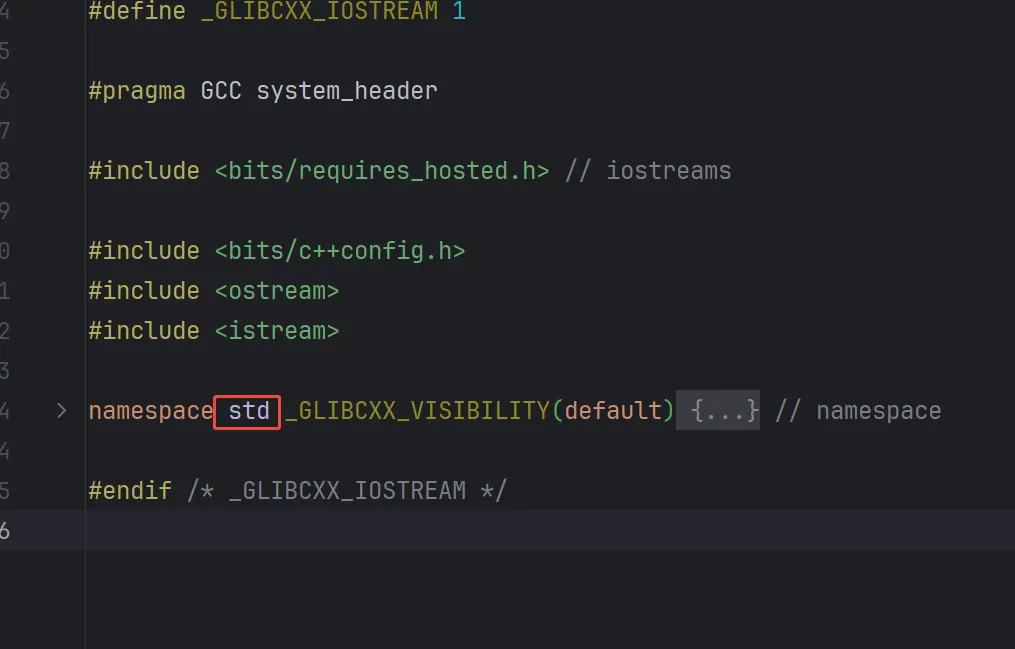 4 #define _GLIBCXX_IOSTREAM 1
5
6 #pragma GCC system_header
7
8 #include <bits/requires_hosted.h> // iostreams
9
0 #include <bits/c++config.h>
1 #include <ostream>
2 #include <istream>
3
4 > namespace std _GLIBCXX_VISIBILITY(default) {...} // namespace
4
5 #endif /* _GLIBCXX_IOSTREAM */
6